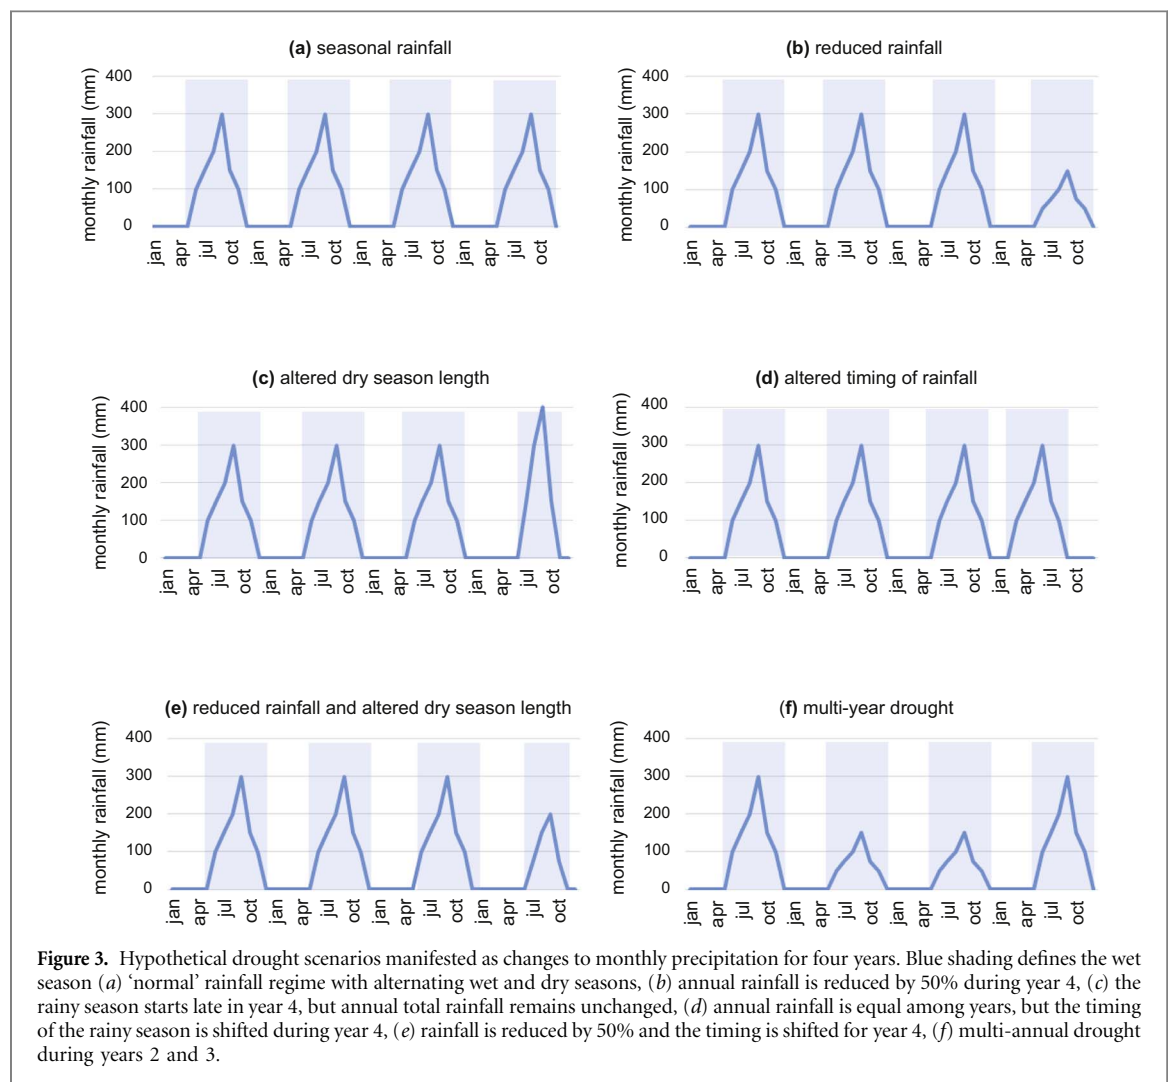 (a) seasonal rainfall
monthly rainfall (mm)
400
300
200
100
0
jan apr jul oct jan apr jul oct jan apr jul oct jan apr jul oct
(b) reduced rainfall
monthly rainfall (mm)
400
300
200
100
0
jan apr jul oct jan apr jul oct jan apr jul oct jan apr jul oct
(c) altered dry season length
monthly rainfall (mm)
400
300
200
100
0
jan apr jul oct jan apr jul oct jan apr jul oct jan apr jul oct
(d) altered timing of rainfall
monthly rainfall (mm)
400
300
200
100
0
jan apr jul oct jan apr jul oct jan apr jul oct jan apr jul oct
(e) reduced rainfall and altered dry season length
monthly rainfall (mm)
400
300
200
100
0
jan apr jul oct jan apr jul oct jan apr jul oct jan apr jul oct
(f) multi-year drought
monthly rainfall (mm)
400
300
200
100
0
jan apr jul oct jan apr jul oct jan apr jul oct jan apr jul oct
Figure 3. Hypothetical drought scenarios manifested as changes to monthly precipitation for four years. Blue shading defines the wet
season (a) ‘normal’ rainfall regime with alternating wet and dry seasons, (b) annual rainfall is reduced by 50% during year 4, (c) the
rainy season starts late in year 4, but annual total rainfall remains unchanged, (d) annual rainfall is equal among years, but the timing
of the rainy season is shifted during year 4, (e) rainfall is reduced by 50% and the timing is shifted for year 4, (f) multi-annual drought
during years 2 and 3.